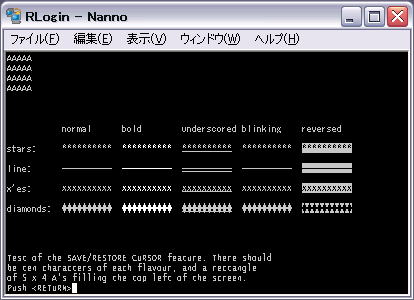 RLogin - Nanno
ファイル(F) 編集(E) 表示(V) ウィンドウ(W) ヘルプ(H)
AAAAA
AAAAA
AAAAA
AAAAA
normal bold underscored blinking reversed
stars: ********** ********** ********** ********** **********
line:
x'es: XXXXXXXXXX XXXXXXXXXX XXXXXXXXXX XXXXXXXXXX XXXXXXXXXX
diamonds: ◆◆◆◆◆◆◆◆◆◆ ◆◆◆◆◆◆◆◆◆◆ ◆◆◆◆◆◆◆◆◆◆ ◆◆◆◆◆◆◆◆◆◆ ◆◆◆◆◆◆◆◆◆◆
Test of the SAVE/RESTORE CURSOR feature. There should
be ten characters of each flavour, and a rectangle
of 5 x 4 A's filling the top left of the screen.
Push <RETURN>